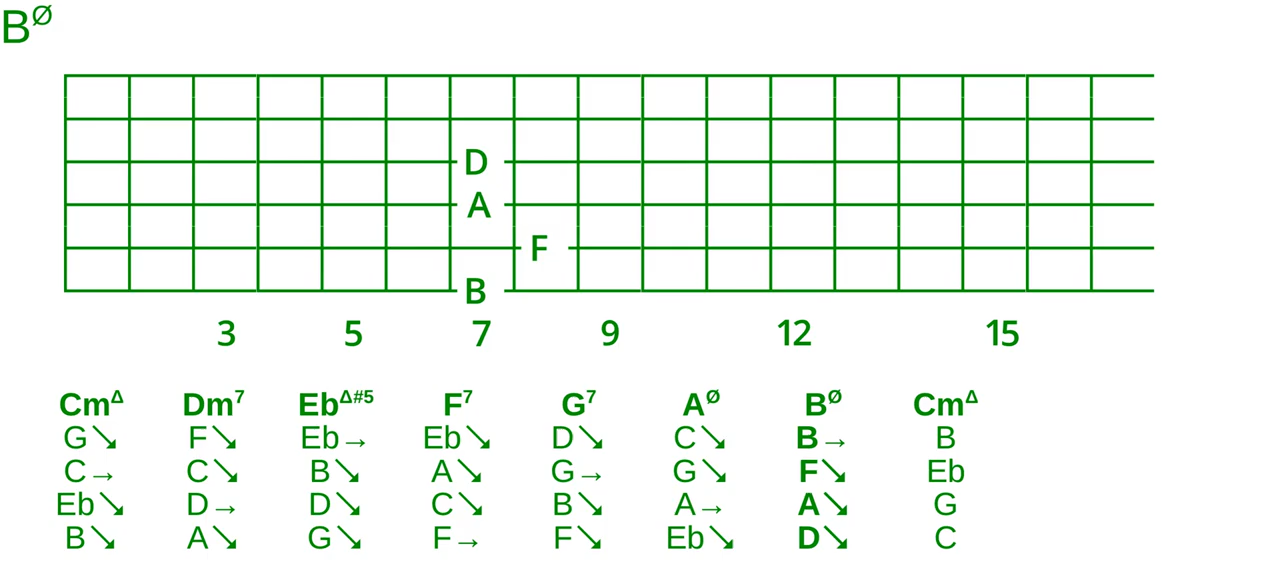 BØ
D
A
F
B
3 5 7 9 12 15
CmΔ Dm7 EbΔ#5 F7 G7 AØ BØ CmΔ
G↘ F↘ Eb→ Eb↘ D↘ C↘ B→ B
C→ C↘ B↘ A↘ G→ G↘ F↘ Eb
Eb↘ D→ D↘ C↘ B↘ A→ A↘ G
B↘ A↘ G↘ F→ F↘ Eb↘ D↘ C